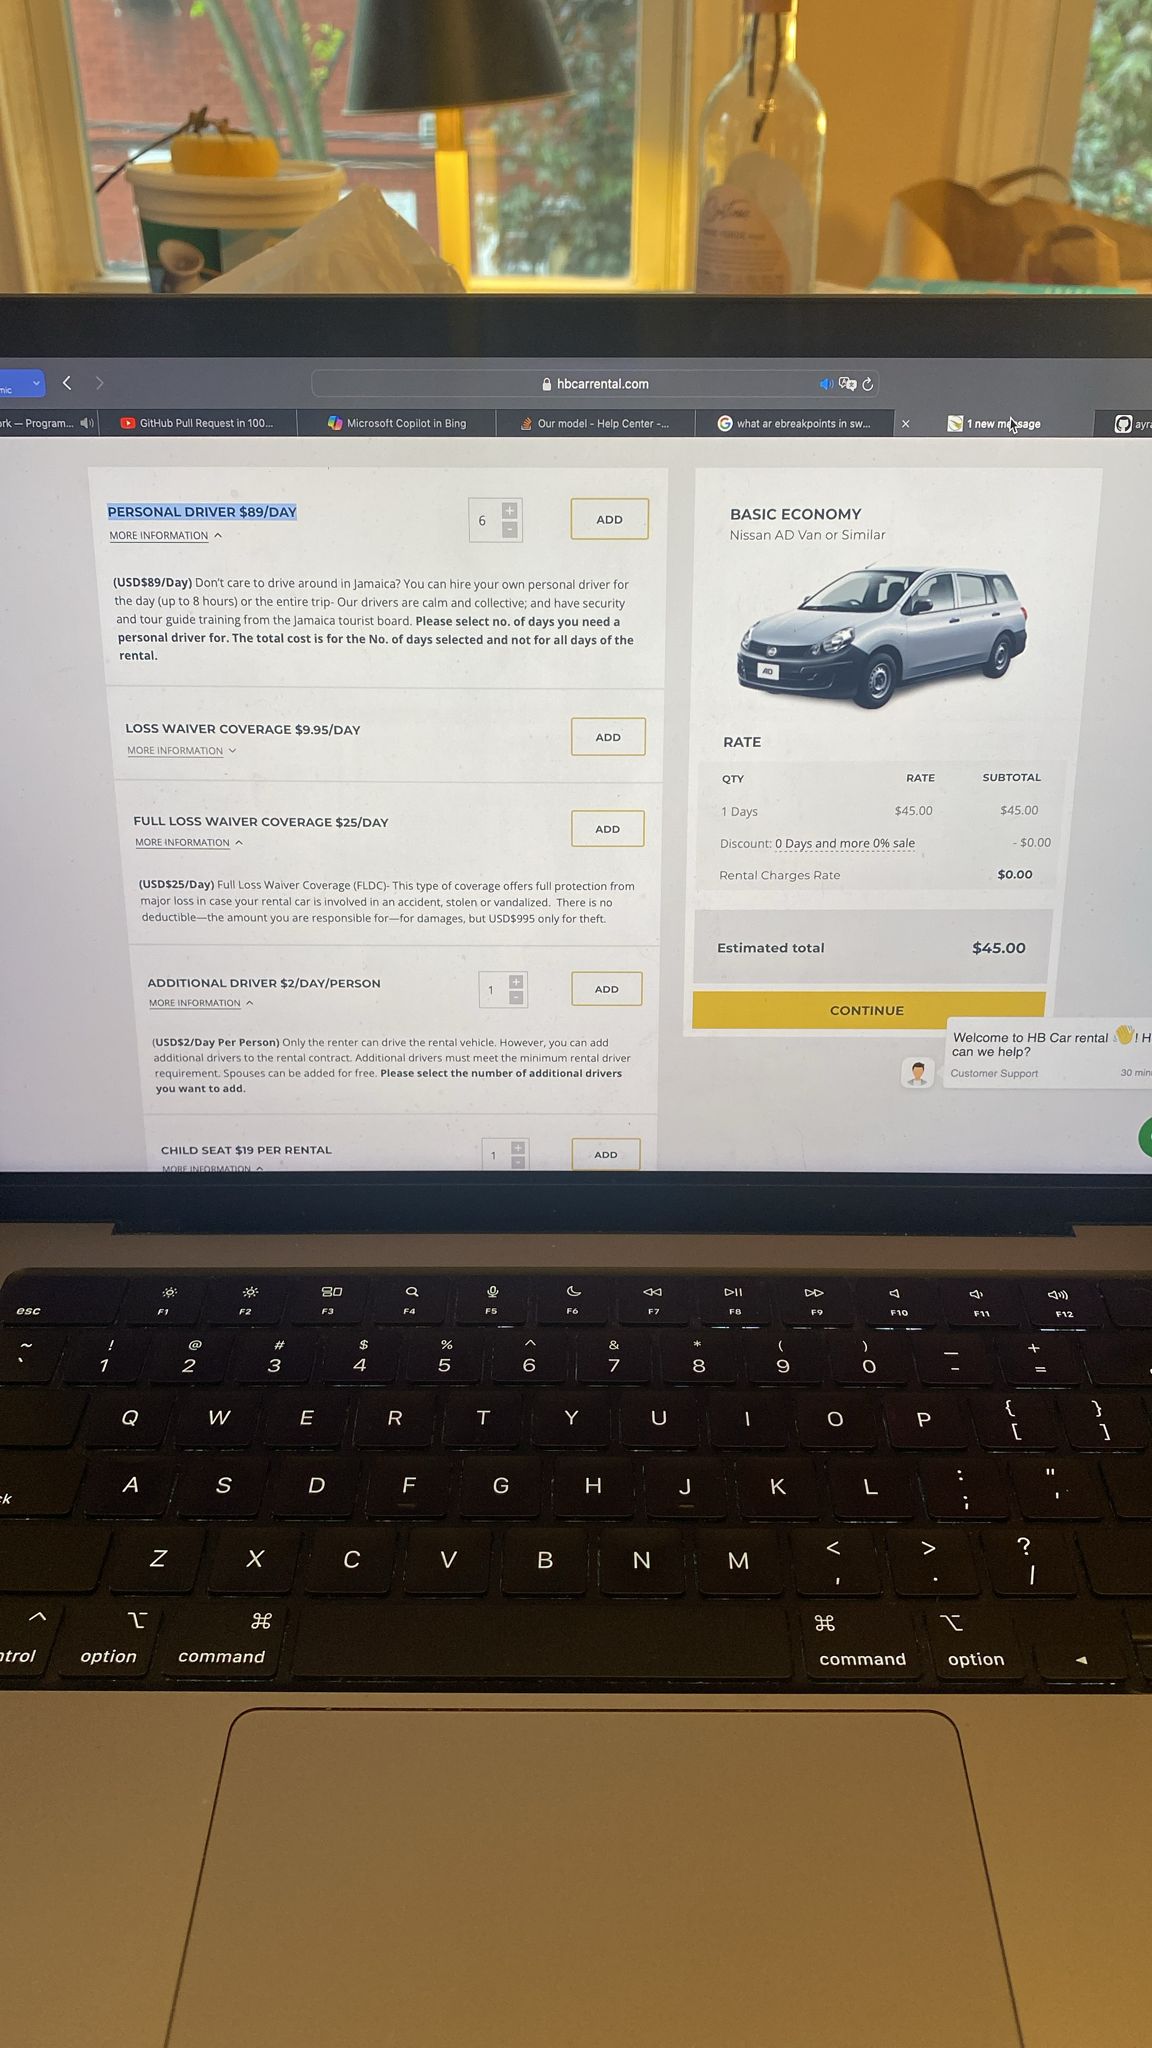 hbcarrental.com
ork — Program...
GitHub Pull Request in 100...
Microsoft Copilot in Bing
Our model - Help Center -...
what ar ebreakpoints in sw...
1 new message
PERSONAL DRIVER $89/DAY
6
+
-
ADD
MORE INFORMATION
(USD$89/Day) Don't care to drive around in Jamaica? You can hire your own personal driver for
the day (up to 8 hours) or the entire trip- Our drivers are calm and collective; and have security
and tour guide training from the Jamaica tourist board. Please select no. of days you need a
personal driver for. The total cost is for the No. of days selected and not for all days of the
rental.
LOSS WAIVER COVERAGE $9.95/DAY
ADD
MORE INFORMATION
FULL LOSS WAIVER COVERAGE $25/DAY
ADD
MORE INFORMATION
(USD$25/Day) Full Loss Waiver Coverage (FLDC)- This type of coverage offers full protection from
major loss in case your rental car is involved in an accident, stolen or vandalized. There is no
deductible—the amount you are responsible for—for damages, but USD$995 only for theft.
ADDITIONAL DRIVER $2/DAY/PERSON
1
+
-
ADD
MORE INFORMATION
(USD$2/Day Per Person) Only the renter can drive the rental vehicle. However, you can add
additional drivers to the rental contract. Additional drivers must meet the minimum rental driver
requirement. Spouses can be added for free. Please select the number of additional drivers
you want to add.
CHILD SEAT $19 PER RENTAL
1
+
-
ADD
MORE INFORMATION
BASIC ECONOMY
Nissan AD Van or Similar
AD
RATE
QTY RATE SUBTOTAL
1 Days $45.00 $45.00
Discount: 0 Days and more 0% sale - $0.00
Rental Charges Rate $0.00
Estimated total $45.00
CONTINUE
Welcome to HB Car rental 👋! H
can we help?
Customer Support 30 min
esc F1 F2 F3 F4 F5 F6 F7 F8 F9 F10 F11 F12
~ ! @ # $ % ^ & * ( ) — +
` 1 2 3 4 5 6 7 8 9 0 - =
Q W E R T Y U I O P { }
[ ]
A S D F G H J K L : "
; '
Z X C V B N M < > ?
, . /
^ ⌥ ⌘ ⌘ ⌥
ntrol option command command option ◄